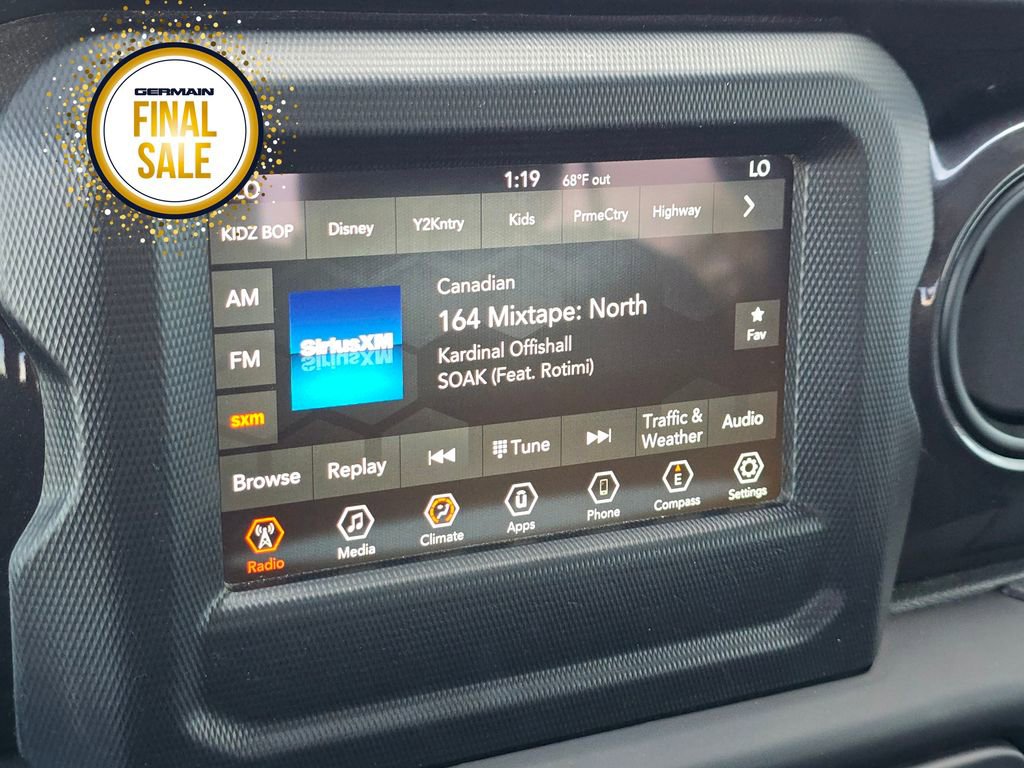 GERMAIN
FINAL
SALE
LO
1:19
68°F out
LO
KIDZ BOP
Disney
Y2Kntry
Kids
PrmeCtry
Highway
AM
FM
sxm
SiriusXM
Canadian
164 Mixtape: North
Kardinal Offishall
SOAK (Feat. Rotimi)
Fav
Browse
Replay
Tune
Traffic &
Weather
Audio
Radio
Media
Climate
Apps
Phone
E
Compass
Settings